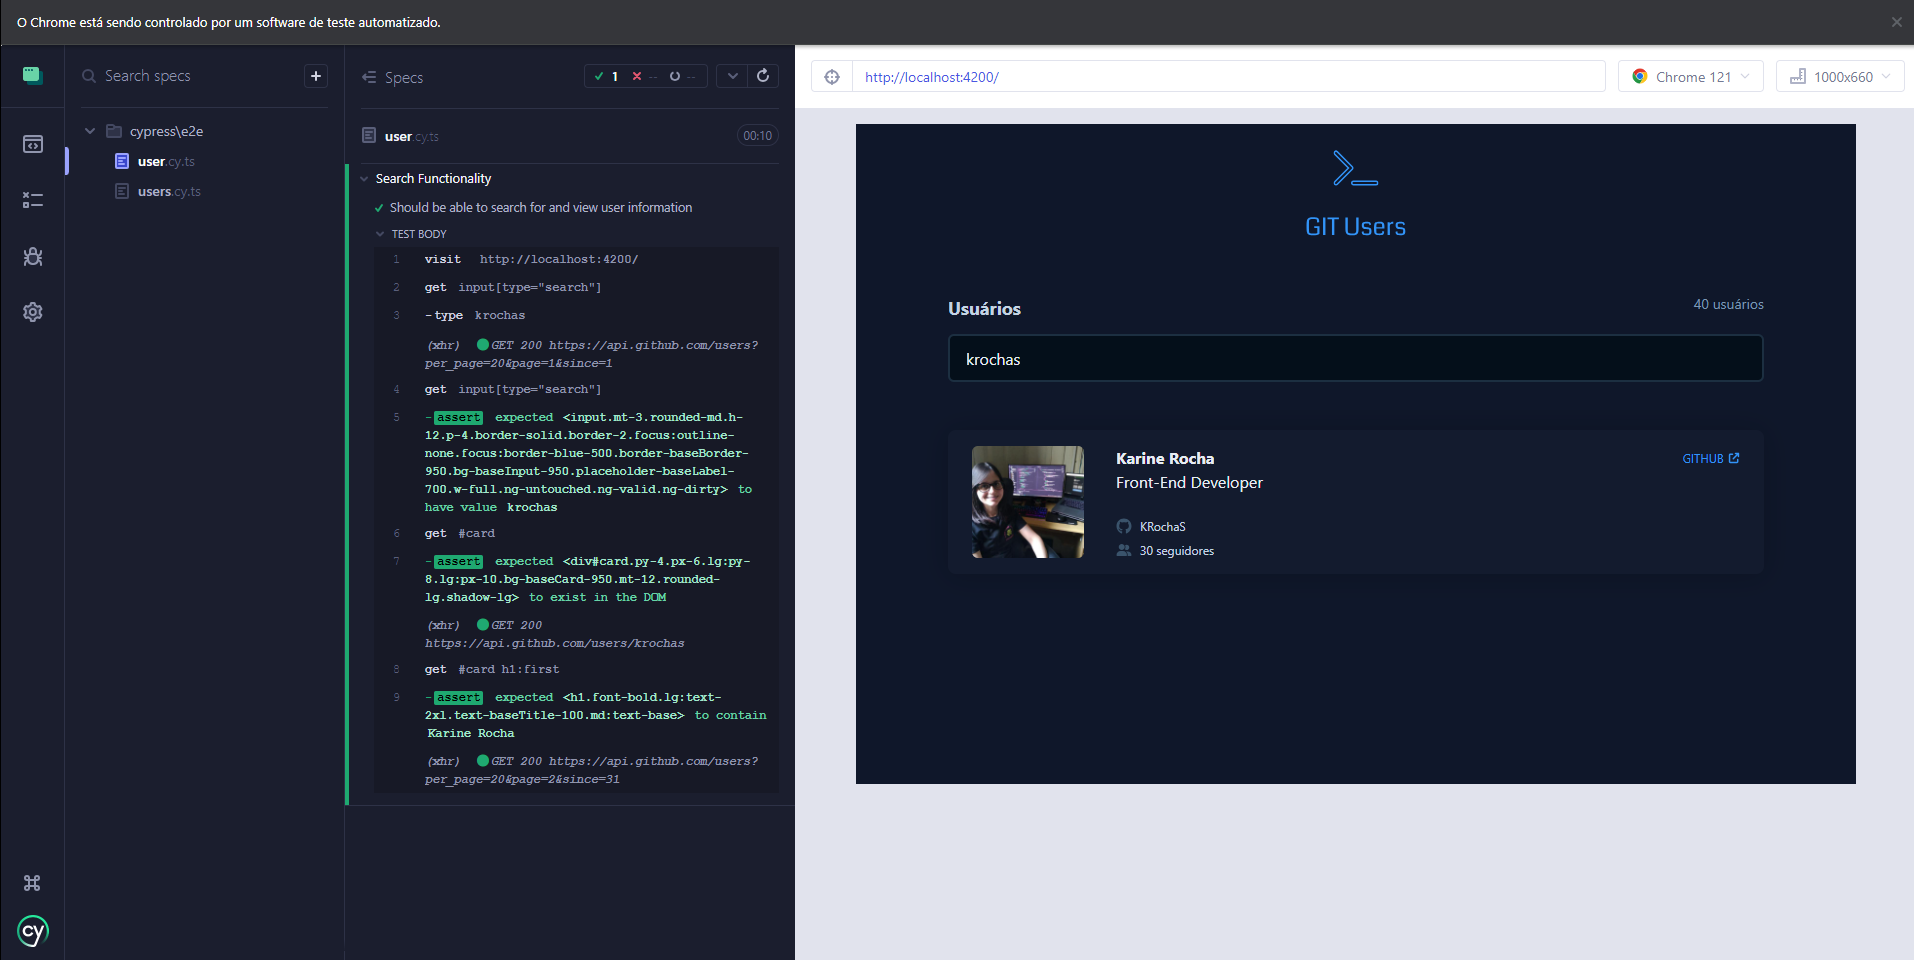 O Chrome está sendo controlado por um software de teste automatizado.
Search specs
+
cypress\e2e
user.cy.ts
users.cy.ts
cy
Specs
1 -- --
user.cy.ts 00:10
Search Functionality
Should be able to search for and view user information
TEST BODY
1 visit http://localhost:4200/
2 get input[type="search"]
3 -type krochas
(xhr) GET 200 https://api.github.com/users?
per_page=20&page=1&since=1
4 get input[type="search"]
5 -assert expected <input.mt-3.rounded-md.h-
12.p-4.border-solid.border-2.focus:outline-
none.focus:border-blue-500.border-baseBorder-
950.bg-baseInput-950.placeholder-baseLabel-
700.w-full.ng-untouched.ng-valid.ng-dirty> to
have value krochas
6 get #card
7 -assert expected <div#card.py-4.px-6.lg:py-
8.lg:px-10.bg-baseCard-950.mt-12.rounded-
lg.shadow-lg> to exist in the DOM
(xhr) GET 200
https://api.github.com/users/krochas
8 get #card h1:first
9 -assert expected <h1.font-bold.lg:text-
2xl.text-baseTitle-100.md:text-base> to contain
Karine Rocha
(xhr) GET 200 https://api.github.com/users?
per_page=20&page=2&since=31
http://localhost:4200/
Chrome 121
1000x660
GIT Users
Usuários
40 usuários
krochas
Karine Rocha
GITHUB
Front-End Developer
KRochaS
30 seguidores